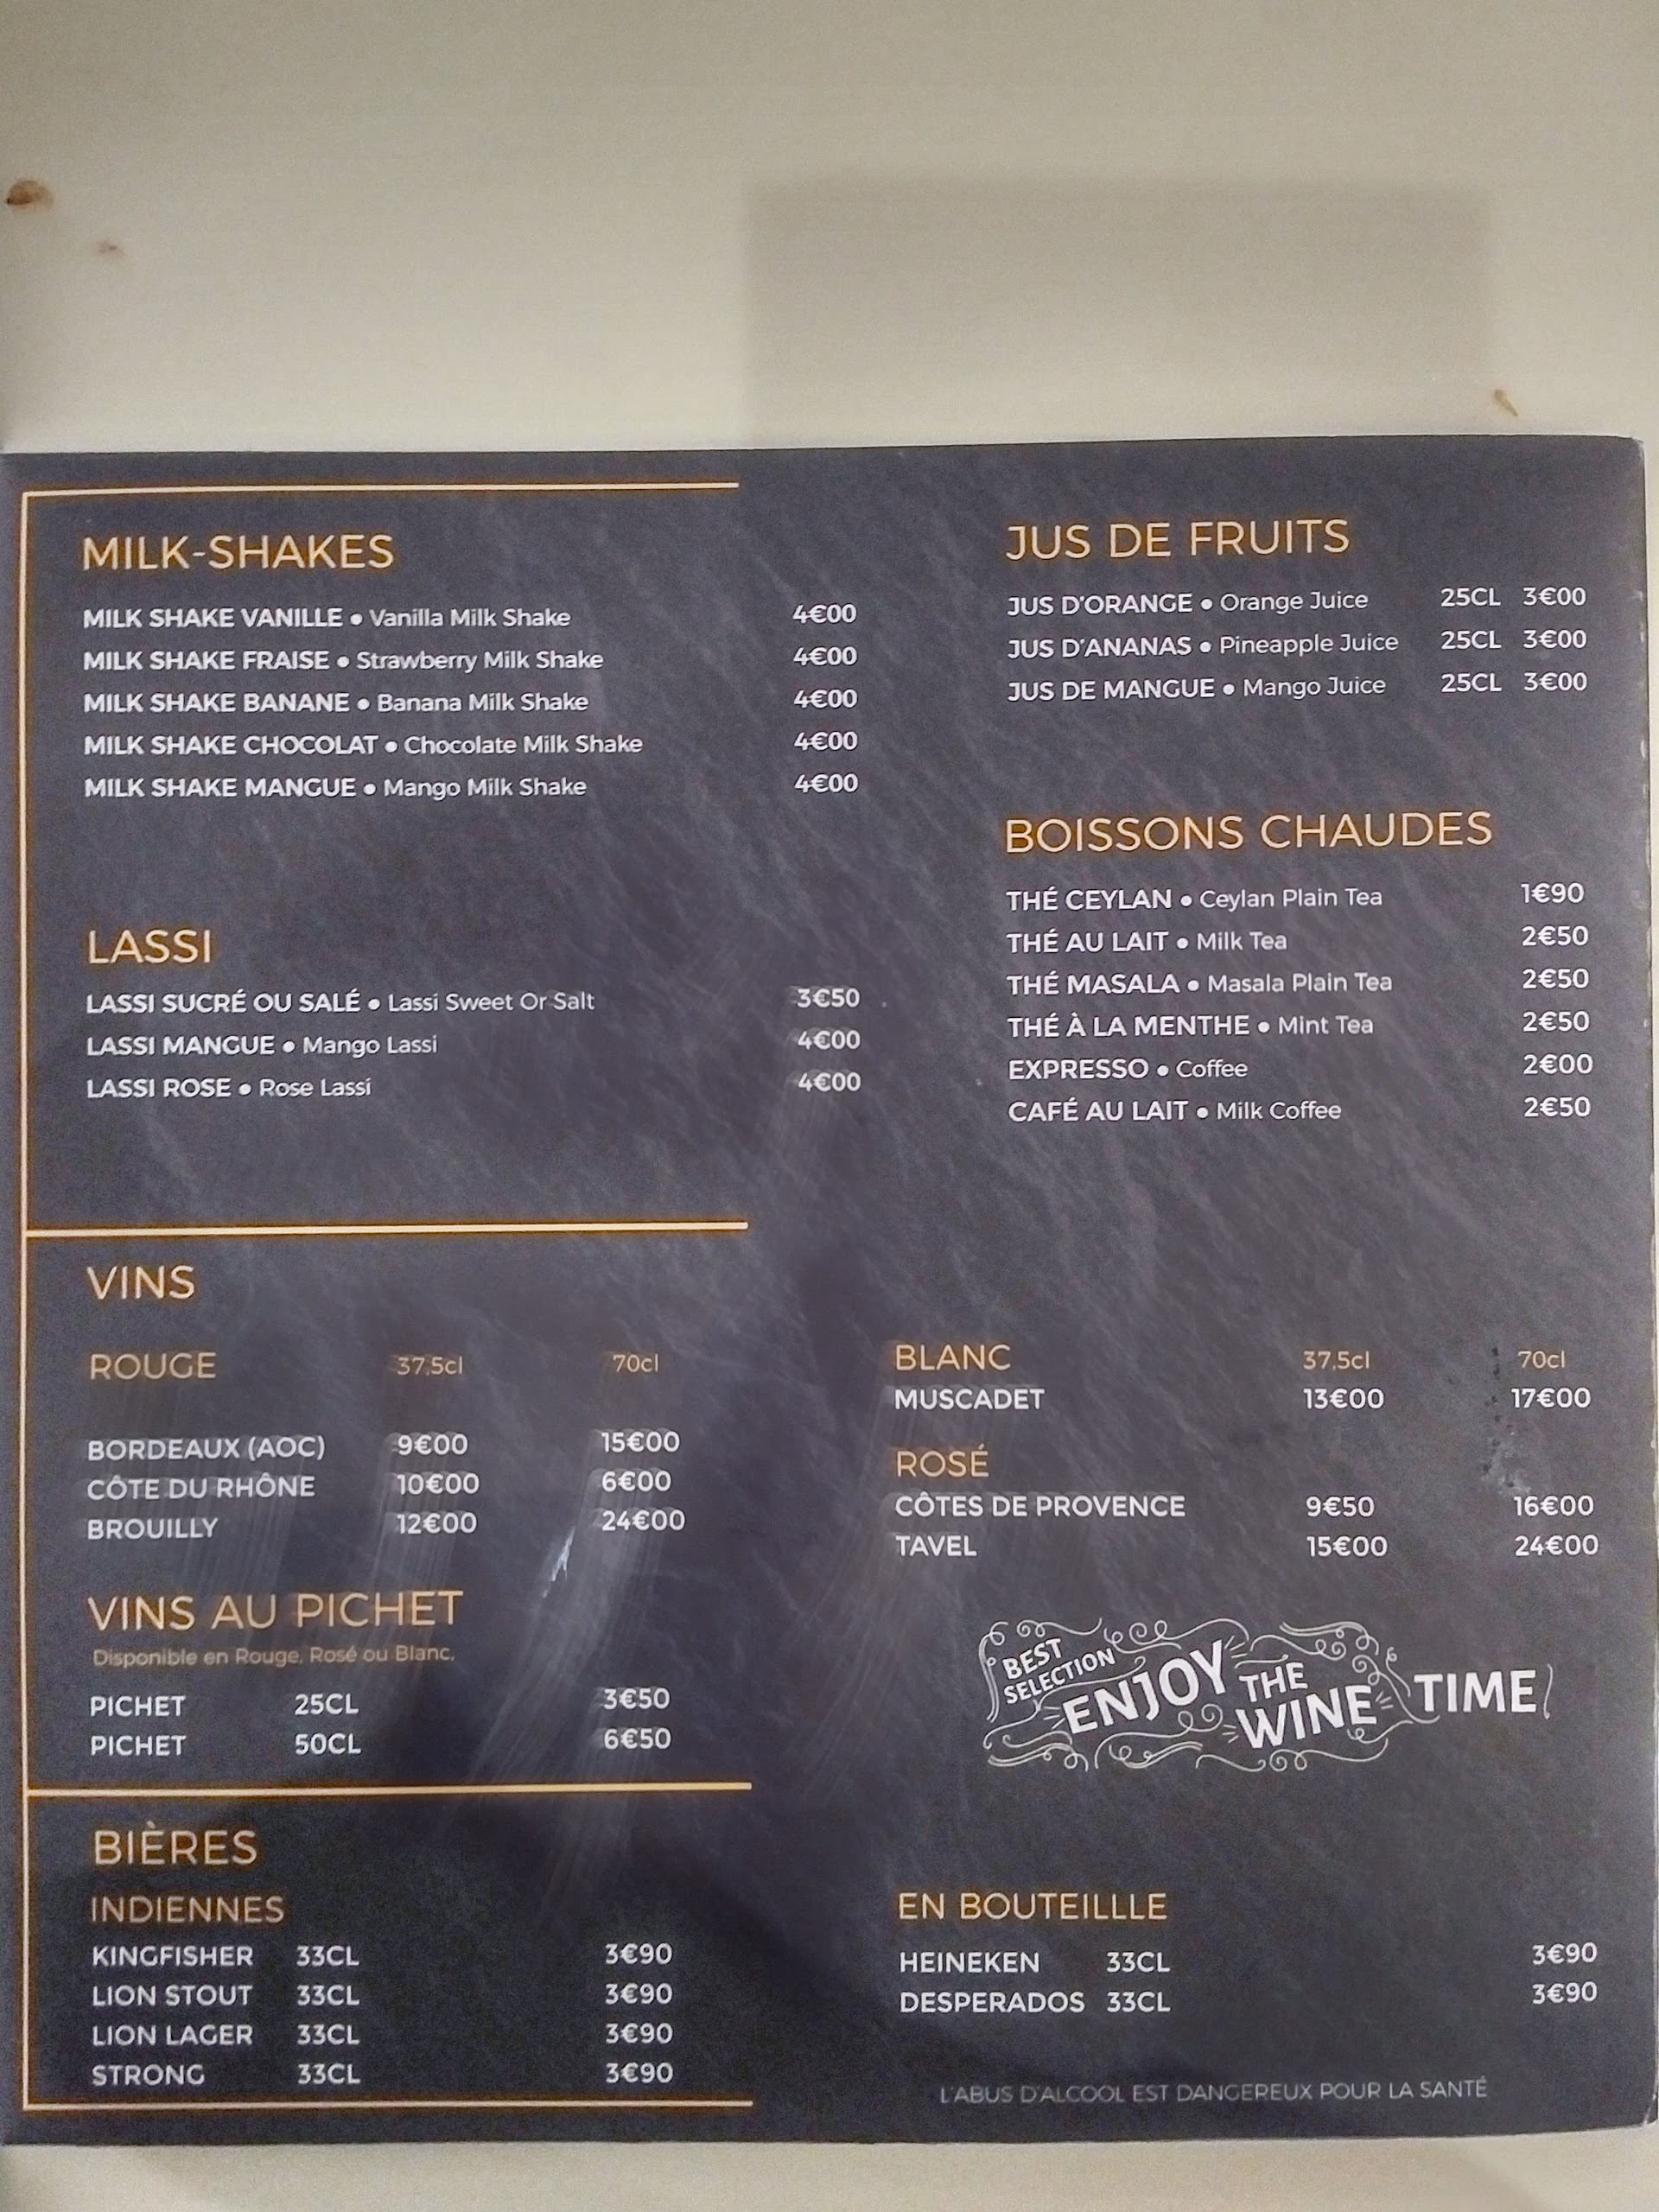 MILK-SHAKES
MILK SHAKE VANILLE • Vanilla Milk Shake 4€00
MILK SHAKE FRAISE • Strawberry Milk Shake 4€00
MILK SHAKE BANANE • Banana Milk Shake 4€00
MILK SHAKE CHOCOLAT • Chocolate Milk Shake 4€00
MILK SHAKE MANGUE • Mango Milk Shake 4€00
LASSI
LASSI SUCRÉ OU SALÉ • Lassi Sweet Or Salt 3€50
LASSI MANGUE • Mango Lassi 4€00
LASSI ROSE • Rose Lassi 4€00
JUS DE FRUITS
JUS D'ORANGE • Orange Juice 25CL 3€00
JUS D'ANANAS • Pineapple Juice 25CL 3€00
JUS DE MANGUE • Mango Juice 25CL 3€00
BOISSONS CHAUDES
THÉ CEYLAN • Ceylan Plain Tea 1€90
THÉ AU LAIT • Milk Tea 2€50
THÉ MASALA • Masala Plain Tea 2€50
THÉ À LA MENTHE • Mint Tea 2€50
EXPRESSO • Coffee 2€00
CAFÉ AU LAIT • Milk Coffee 2€50
VINS
ROUGE 37,5cl 70cl
BORDEAUX (AOC) 9€00 15€00
CÔTE DU RHÔNE 10€00 6€00
BROUILLY 12€00 24€00
VINS AU PICHET
Disponible en Rouge, Rosé ou Blanc.
PICHET 25CL 3€50
PICHET 50CL 6€50
BLANC 37,5cl 70cl
MUSCADET 13€00 17€00
ROSÉ
CÔTES DE PROVENCE 9€50 16€00
TAVEL 15€00 24€00
BEST
SELECTION
ENJOY
THE
WINE
TIME
BIÈRES
INDIENNES
KINGFISHER 33CL 3€90
LION STOUT 33CL 3€90
LION LAGER 33CL 3€90
STRONG 33CL 3€90
EN BOUTEILLLE
HEINEKEN 33CL 3€90
DESPERADOS 33CL 3€90
L'ABUS D'ALCOOL EST DANGEREUX POUR LA SANTÉ